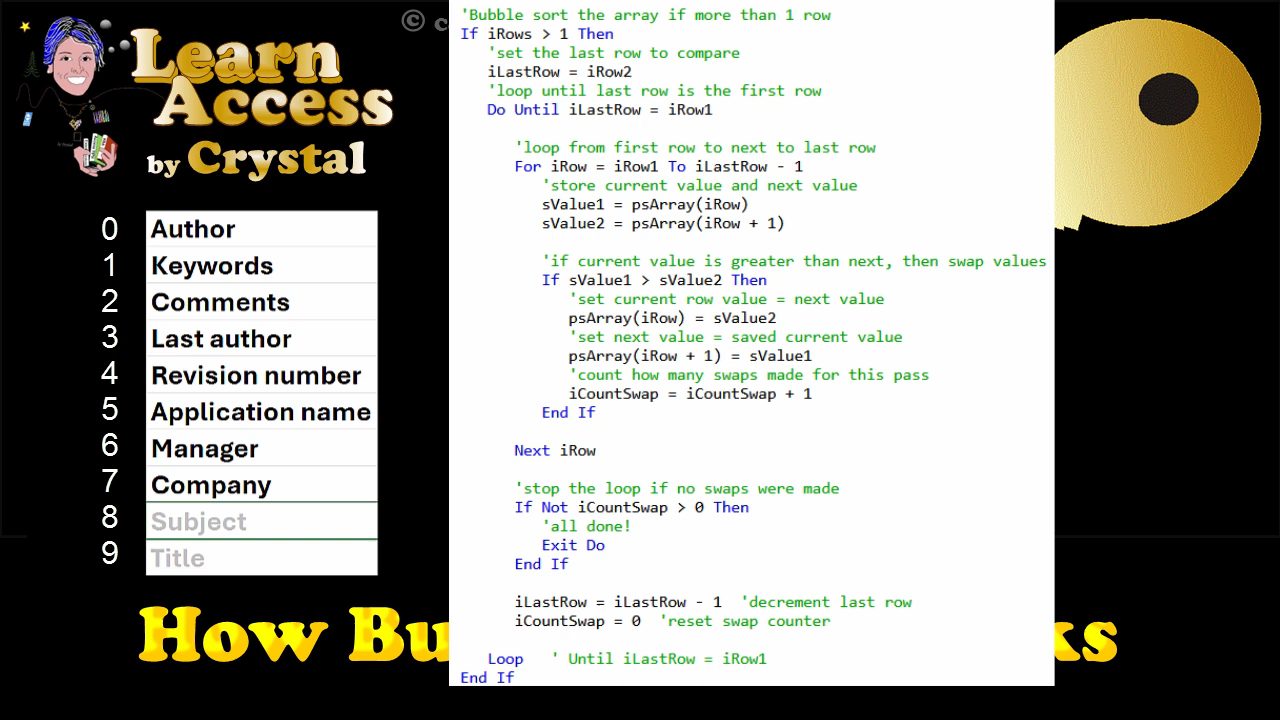 Learn
Access
by Crystal
©
0 Author
1 Keywords
2 Comments
3 Last author
4 Revision number
5 Application name
6 Manager
7 Company
8 Subject
9 Title
'Bubble sort the array if more than 1 row
If iRows > 1 Then
'set the last row to compare
iLastRow = iRow2
'loop until last row is the first row
Do Until iLastRow = iRow1
'loop from first row to next to last row
For iRow = iRow1 To iLastRow - 1
'store current value and next value
sValue1 = psArray(iRow)
sValue2 = psArray(iRow + 1)
'if current value is greater than next, then swap values
If sValue1 > sValue2 Then
'set current row value = next value
psArray(iRow) = sValue2
'set next value = saved current value
psArray(iRow + 1) = sValue1
'count how many swaps made for this pass
iCountSwap = iCountSwap + 1
End If
Next iRow
'stop the loop if no swaps were made
If Not iCountSwap > 0 Then
'all done!
Exit Do
End If
iLastRow = iLastRow - 1 'decrement last row
iCountSwap = 0 'reset swap counter
Loop ' Until iLastRow = iRow1
End If
How